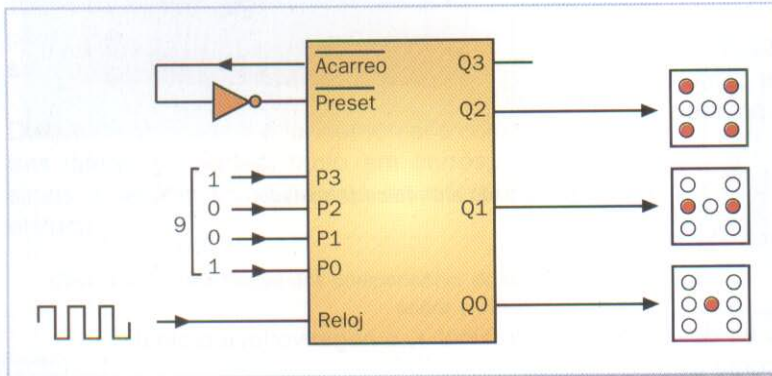 Acarreo Q3
Preset Q2
1 P3
0 P2 Q1
9 0 P1
1 P0
Reloj Q0